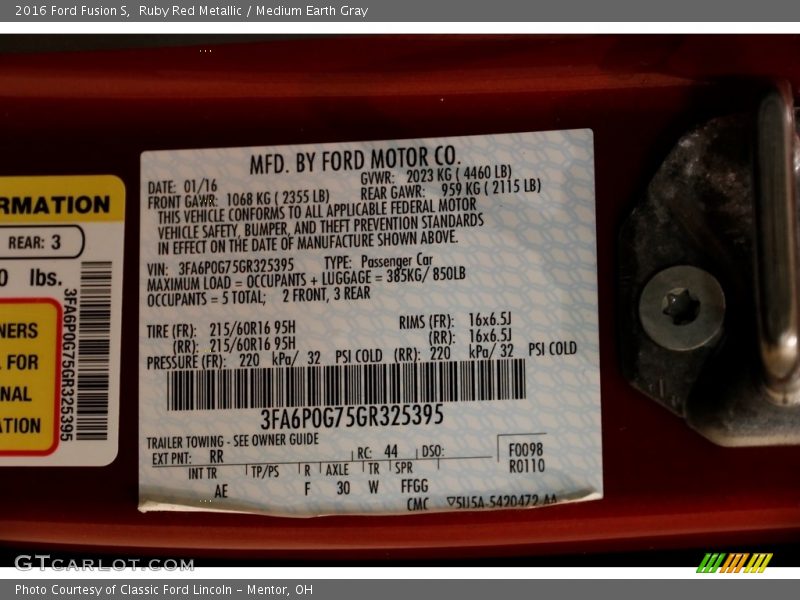 2016 Ford Fusion S,  Ruby Red Metallic / Medium Earth Gray
MFD. BY FORD MOTOR CO.
DATE: 01/16
GVWR: 2023 KG ( 4460 LB)
FRONT GAWR: 1068 KG ( 2355 LB)
REAR GAWR: 959 KG ( 2115 LB)
THIS VEHICLE CONFORMS TO ALL APPLICABLE FEDERAL MOTOR
VEHICLE SAFETY, BUMPER, AND THEFT PREVENTION STANDARDS
IN EFFECT ON THE DATE OF MANUFACTURE SHOWN ABOVE.
VIN: 3FA6P0G75GR325395 TYPE: Passenger Car
MAXIMUM LOAD = OCCUPANTS + LUGGAGE = 385KG/ 850LB
OCCUPANTS = 5 TOTAL; 2 FRONT, 3 REAR
TIRE (FR): 215/60R16 95H RIMS (FR): 16x6.5J
(RR): 215/60R16 95H (RR): 16x6.5J
PRESSURE (FR): 220 kPa/ 32 PSI COLD (RR): 220 kPa/ 32 PSI COLD
3FA6P0G75GR325395
TRAILER TOWING - SEE OWNER GUIDE
EXT PNT: RR RC: 44 DSO:
F0098
R0110
INT TR TP/PS R AXLE TR SPR
AE F 30 W FFGG
CMC ▽5U5A-5420472-AA
RMATION
REAR: 3
0 lbs.
3FA6P0G75GR325395
NERS
L FOR
NAL
ATION
GTCARLOT.COM
Photo Courtesy of Classic Ford Lincoln – Mentor, OH